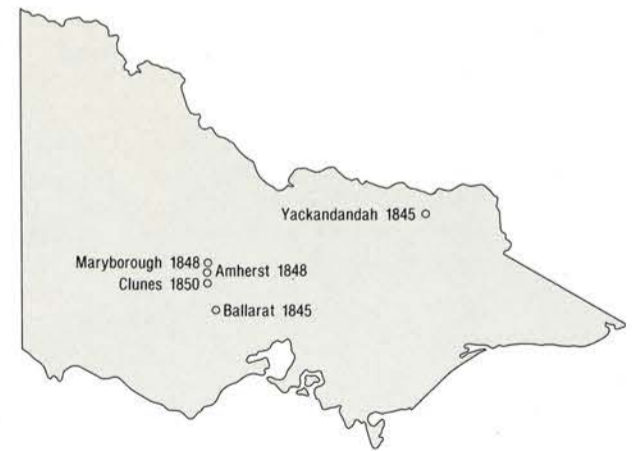 Yackandandah 1845
Maryborough 1848
Amherst 1848
Clunes 1850
Ballarat 1845